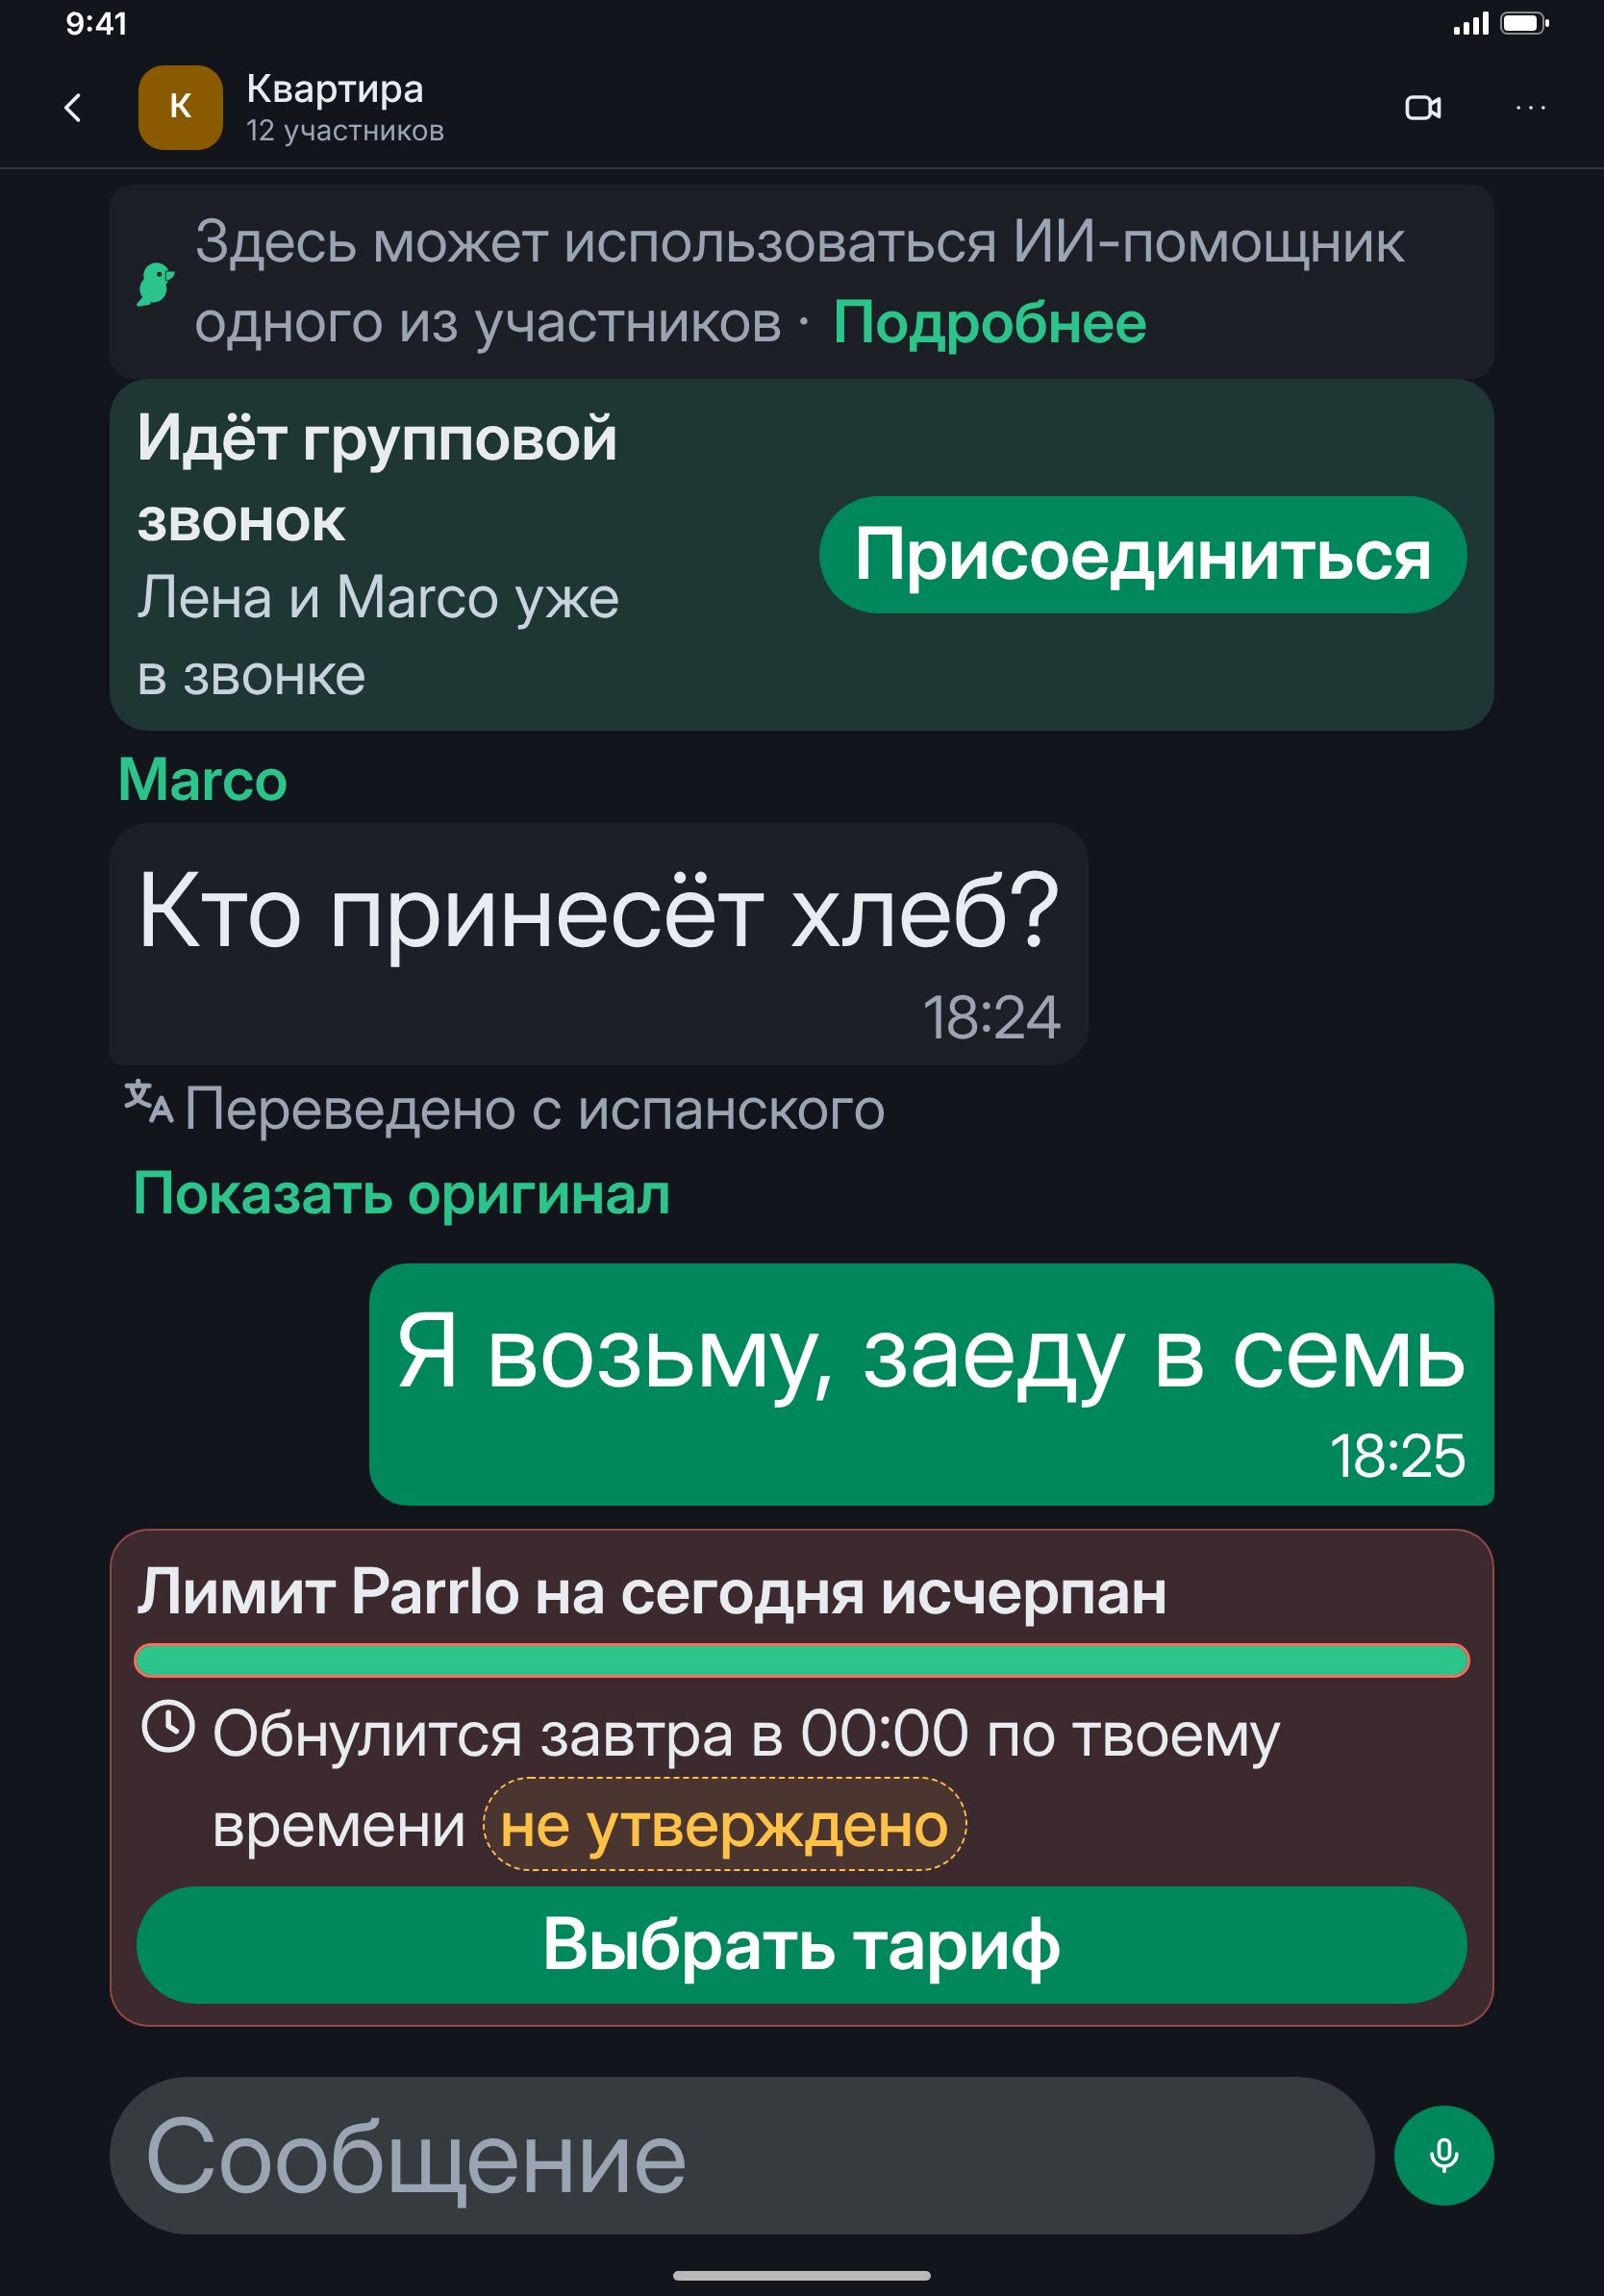 9:41
К
Квартира
12 участников
Здесь может использоваться ИИ-помощник
одного из участников · Подробнее
Идёт групповой
звонок
Лена и Marco уже
в звонке
Присоединиться
Marco
Кто принесёт хлеб?
18:24
Переведено с испанского
Показать оригинал
Я возьму, заеду в семь
18:25
Лимит Parrlo на сегодня исчерпан
Обнулится завтра в 00:00 по твоему
времени не утверждено
Выбрать тариф
Сообщение